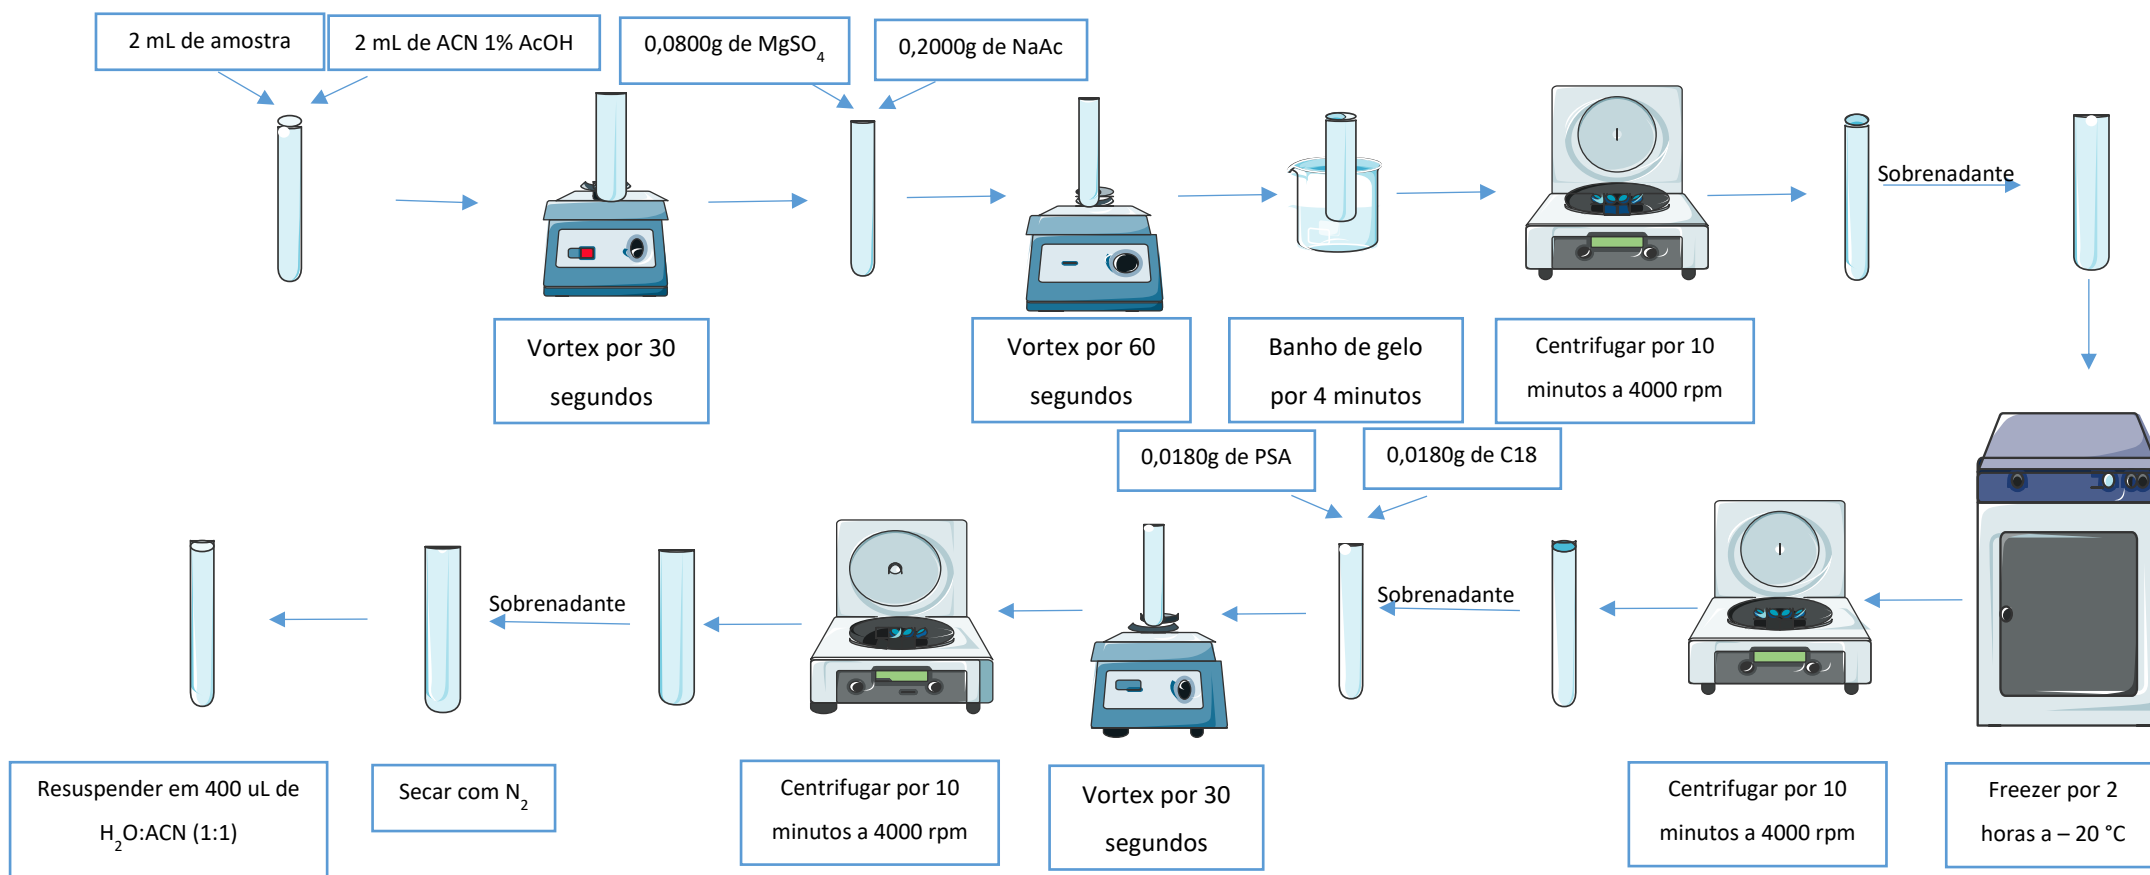 2 mL de amostra
2 mL de ACN 1% AcOH
0,0800g de MgSO4
0,2000g de NaAc
Sobrenadante
Vortex por 30
segundos
Vortex por 60
segundos
Banho de gelo
por 4 minutos
Centrifugar por 10
minutos a 4000 rpm
0,0180g de PSA
0,0180g de C18
Sobrenadante
Sobrenadante
Resuspender em 400 uL de
H2O:ACN (1:1)
Secar com N2
Centrifugar por 10
minutos a 4000 rpm
Vortex por 30
segundos
Centrifugar por 10
minutos a 4000 rpm
Freezer por 2
horas a – 20 °C